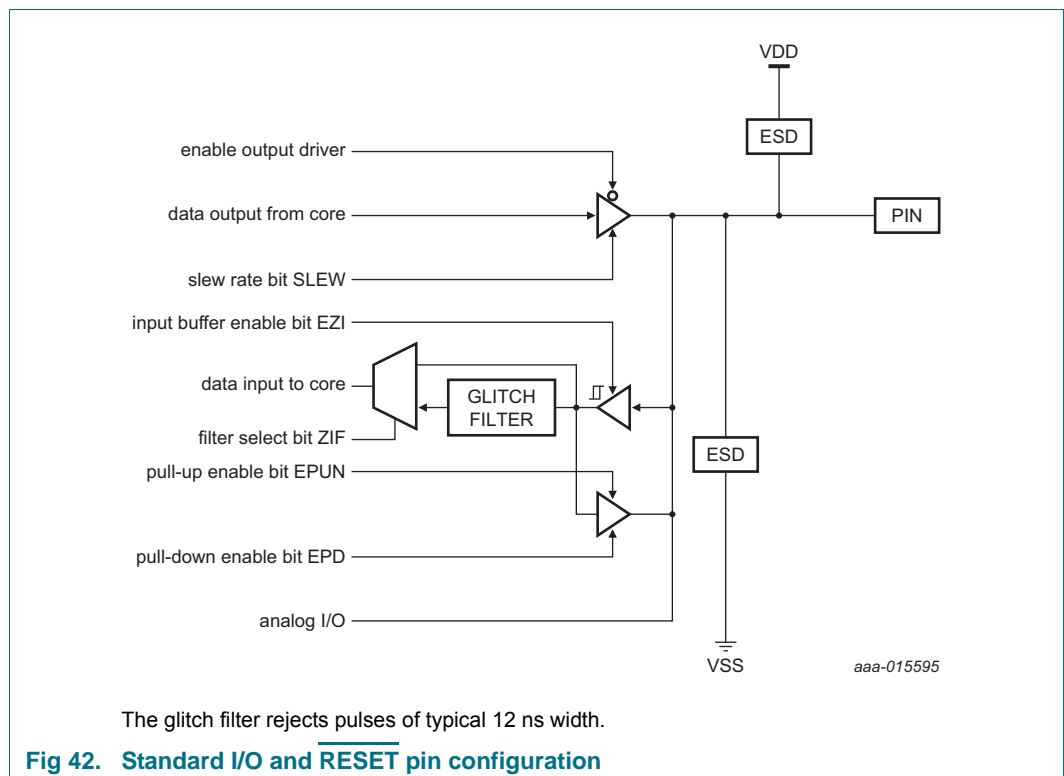 VDD
ESD
enable output driver
data output from core
PIN
slew rate bit SLEW
input buffer enable bit EZI
data input to core
GLITCH
FILTER
filter select bit ZIF
ESD
pull-up enable bit EPUN
pull-down enable bit EPD
analog I/O
VSS
aaa-015595
The glitch filter rejects pulses of typical 12 ns width.
Fig 42. Standard I/O and RESET pin configuration